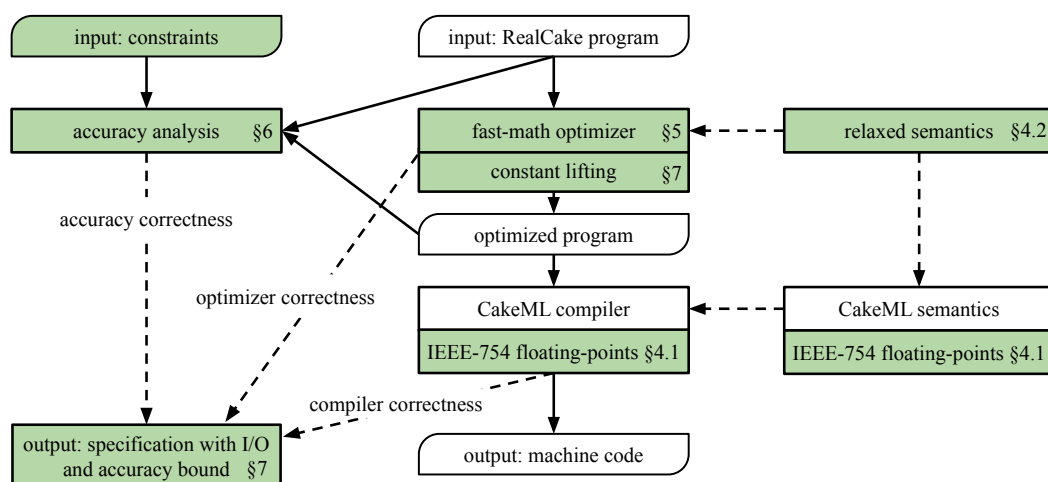 input: constraints
input: RealCake program
accuracy analysis §6
fast-math optimizer §5
relaxed semantics §4.2
constant lifting §7
accuracy correctness
optimized program
optimizer correctness
CakeML compiler
CakeML semantics
IEEE-754 floating-points §4.1
IEEE-754 floating-points §4.1
compiler correctness
output: specification with I/O
and accuracy bound §7
output: machine code